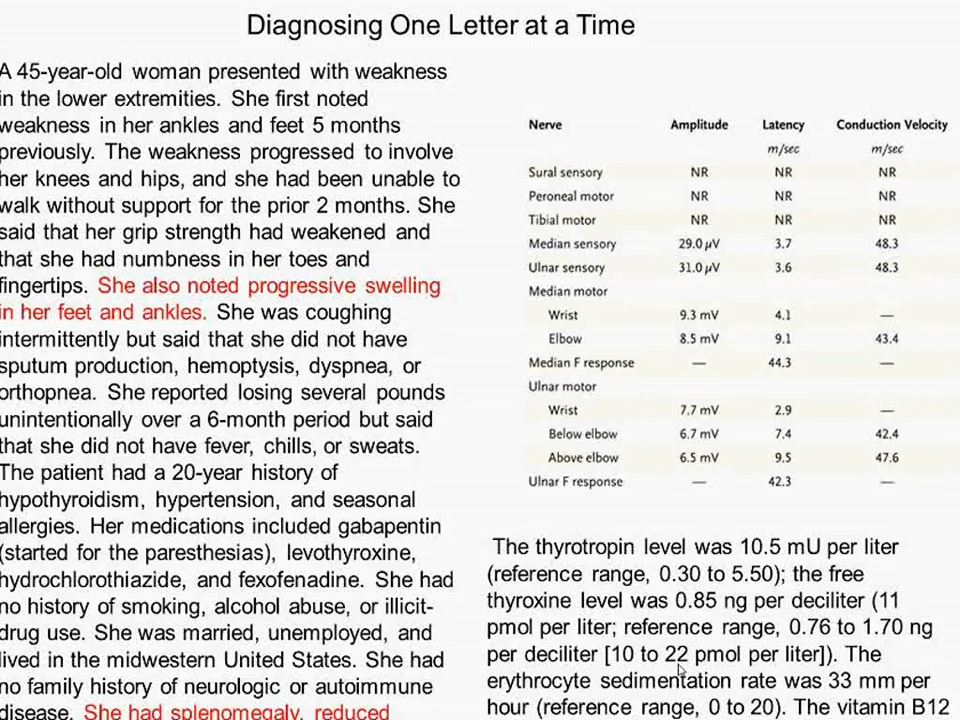 Diagnosing One Letter at a Time
A 45-year-old woman presented with weakness
in the lower extremities. She first noted
weakness in her ankles and feet 5 months
previously. The weakness progressed to involve
her knees and hips, and she had been unable to
walk without support for the prior 2 months. She
said that her grip strength had weakened and
that she had numbness in her toes and
fingertips. She also noted progressive swelling
in her feet and ankles. She was coughing
intermittently but said that she did not have
sputum production, hemoptysis, dyspnea, or
orthopnea. She reported losing several pounds
unintentionally over a 6-month period but said
that she did not have fever, chills, or sweats.
The patient had a 20-year history of
hypothyroidism, hypertension, and seasonal
allergies. Her medications included gabapentin
(started for the paresthesias), levothyroxine,
hydrochlorothiazide, and fexofenadine. She had
no history of smoking, alcohol abuse, or illicit-
drug use. She was married, unemployed, and
lived in the midwestern United States. She had
no family history of neurologic or autoimmune
disease. She had splenomegaly, reduced
Nerve Amplitude Latency Conduction Velocity
m/sec m/sec
Sural sensory NR NR NR
Peroneal motor NR NR NR
Tibial motor NR NR NR
Median sensory 29.0 µV 3.7 48.3
Ulnar sensory 31.0 µV 3.6 48.3
Median motor
Wrist 9.3 mV 4.1 —
Elbow 8.5 mV 9.1 43.4
Median F response — 44.3 —
Ulnar motor
Wrist 7.7 mV 2.9 —
Below elbow 6.7 mV 7.4 42.4
Above elbow 6.5 mV 9.5 47.6
Ulnar F response — 42.3 —
The thyrotropin level was 10.5 mU per liter
(reference range, 0.30 to 5.50); the free
thyroxine level was 0.85 ng per deciliter (11
pmol per liter; reference range, 0.76 to 1.70 ng
per deciliter [10 to 22 pmol per liter]). The
erythrocyte sedimentation rate was 33 mm per
hour (reference range, 0 to 20). The vitamin B12